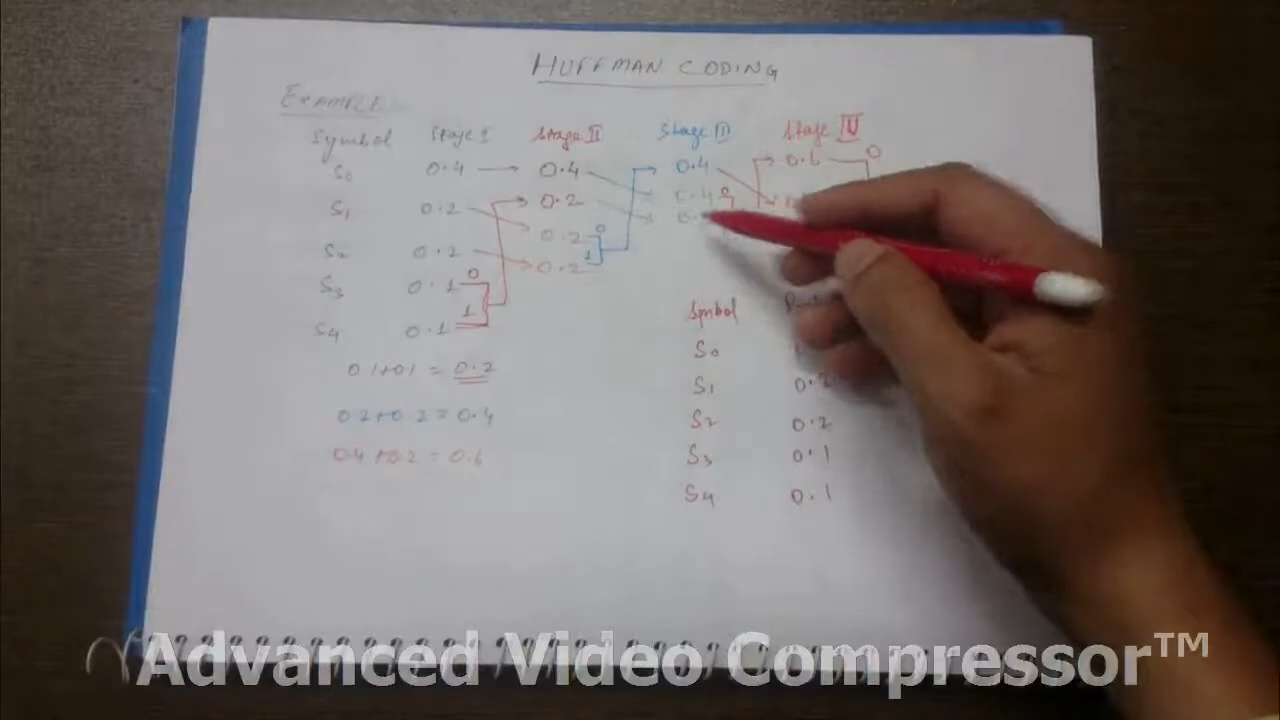 HUFFMAN CODING
EXAMPLE
Symbol Stage I Stage II Stage III Stage IV
S0 0.4 0.4 0.4 0.6 0
S1 0.2 0.2 0.4 0
S2 0.2 0.2 0
S3 0.1 0 0.2 1
S4 0.1 1
0.1+0.1 = 0.2
0.2+0.2 = 0.4
0.4+0.2 = 0.6
Symbol
S0
S1 0.2
S2 0.2
S3 0.1
S4 0.1
Advanced Video Compressor™